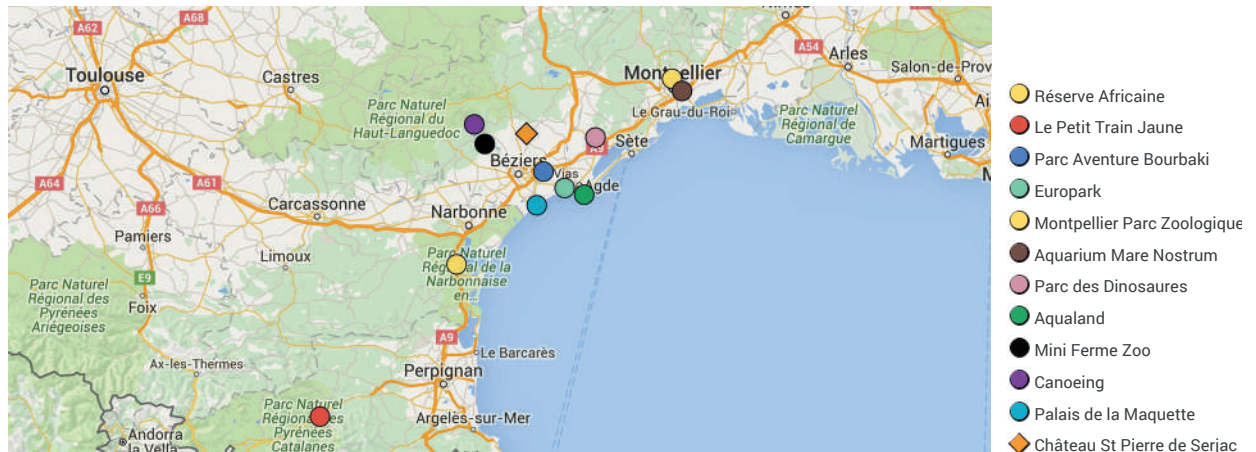 A62
A68
Nîmes
A54
Arles
Toulouse
Castres
Montpellier
Salon-de-Prov
Parc Naturel
Régional du
Haut-Languedoc
Le Grau-du-Roi
Parc Naturel
Régional de
Camargue
A9
Sète
Martigues
Béziers
Vias
Agde
A64
A61
Carcassonne
Narbonne
A66
Pamiers
Limoux
Parc Naturel
Régional de la
Narbonnaise
en...
E9
Parc Naturel
Régional des
Pyrénées
Ariégeoises
Foix
A9
Le Barcarès
Ax-les-Thermes
Perpignan
Parc Naturel
Régional des
Pyrénées
Catalanes
Argelès-sur-Mer
Andorra
la Vella
Réserve Africaine
Le Petit Train Jaune
Parc Aventure Bourbaki
Europark
Montpellier Parc Zoologique
Aquarium Mare Nostrum
Parc des Dinosaures
Aqualand
Mini Ferme Zoo
Canoeing
Palais de la Maquette
Château St Pierre de Serjac